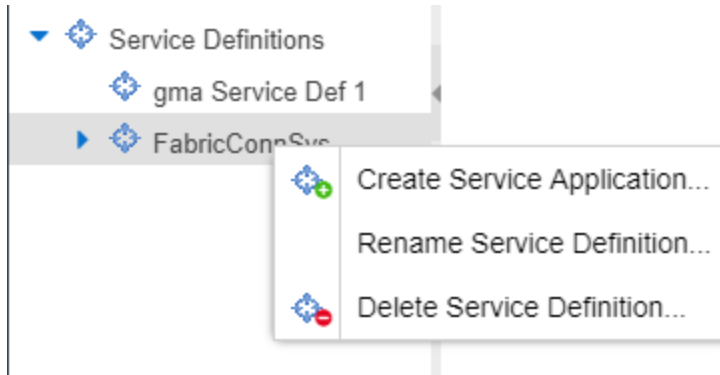 Service Definitions
gma Service Def 1
FabricConnSys
Create Service Application...
Rename Service Definition...
Delete Service Definition...